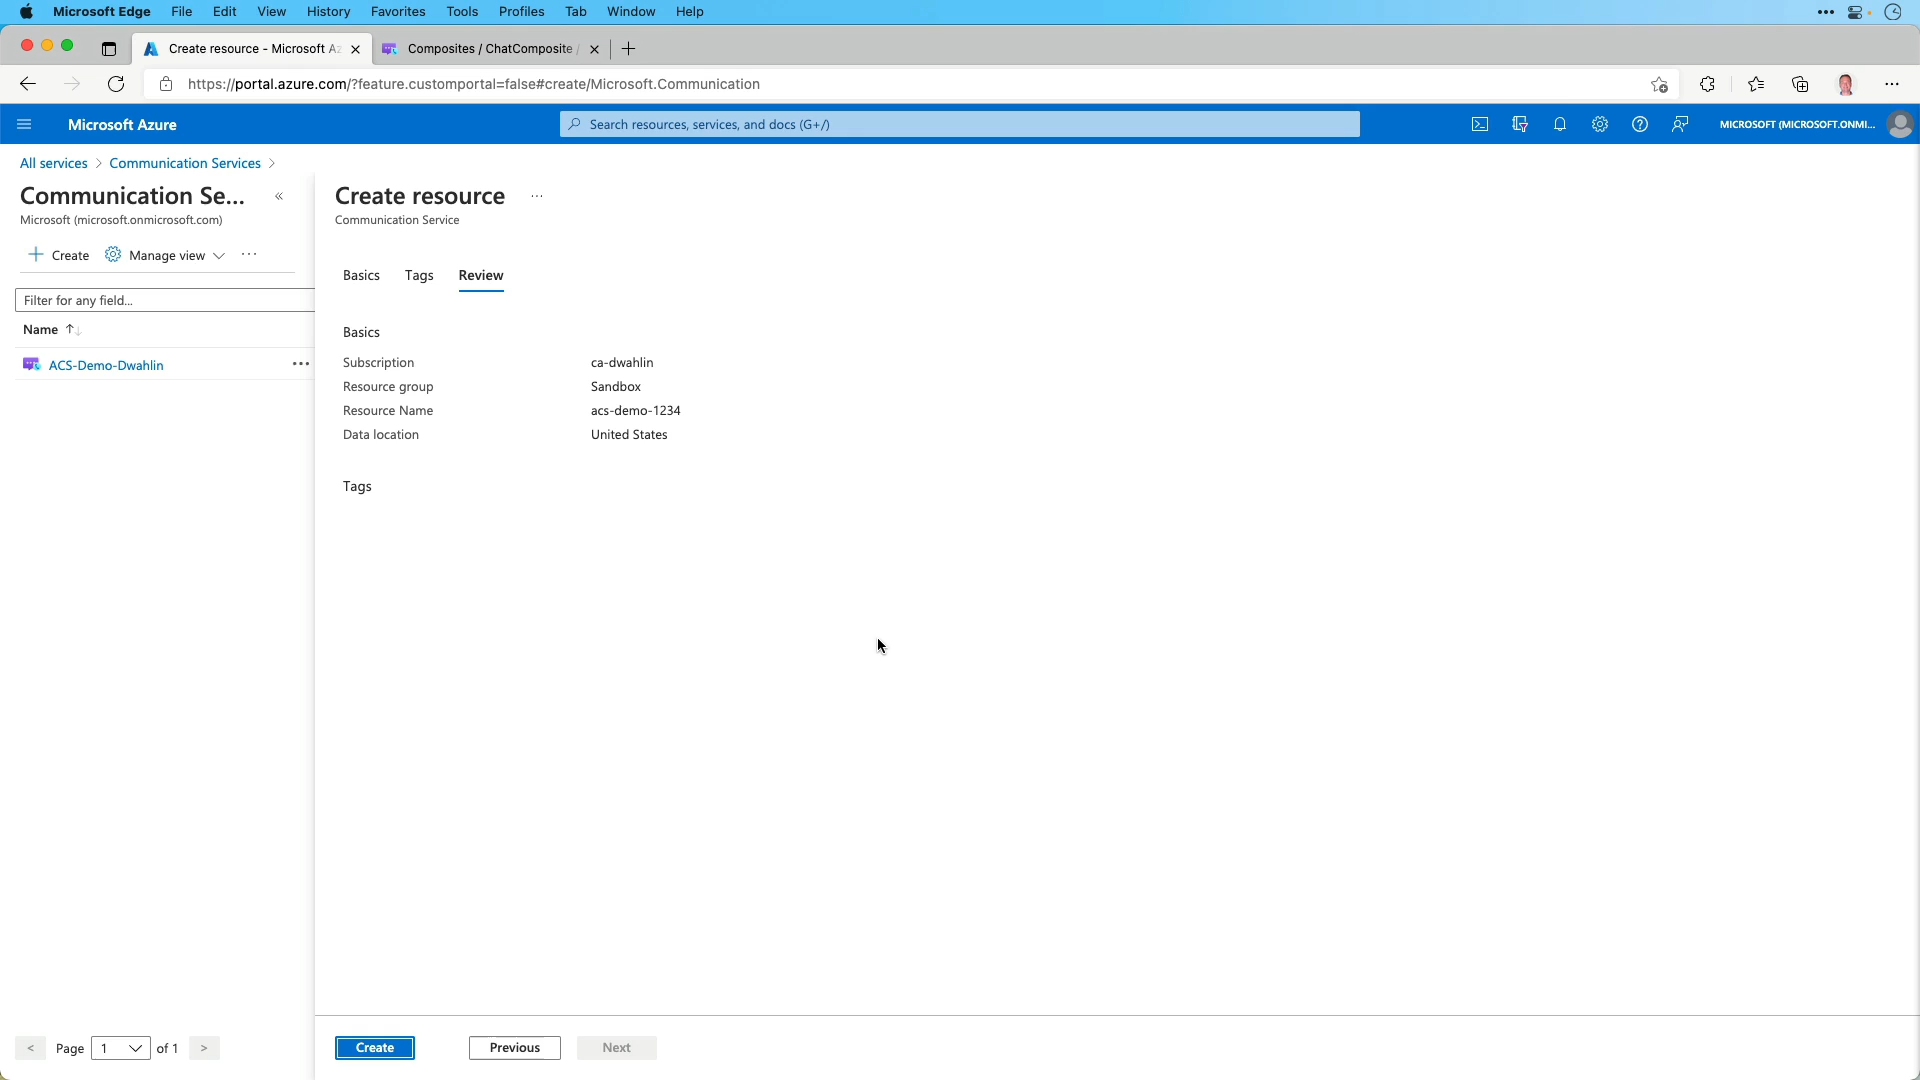 Microsoft Edge File Edit View History Favorites Tools Profiles Tab Window Help
Create resource - Microsoft Az
Composites / ChatComposite /
https://portal.azure.com/?feature.customportal=false#create/Microsoft.Communication
Microsoft Azure
Search resources, services, and docs (G+/)
MICROSOFT (MICROSOFT.ONMI...
All services > Communication Services >
Communication Se...
Microsoft (microsoft.onmicrosoft.com)
+ Create Manage view ...
Filter for any field...
Name
ACS-Demo-Dwahlin ...
< Page 1 of 1 >
Create resource ...
Communication Service
Basics Tags Review
Basics
Subscription ca-dwahlin
Resource group Sandbox
Resource Name acs-demo-1234
Data location United States
Tags
Create Previous Next